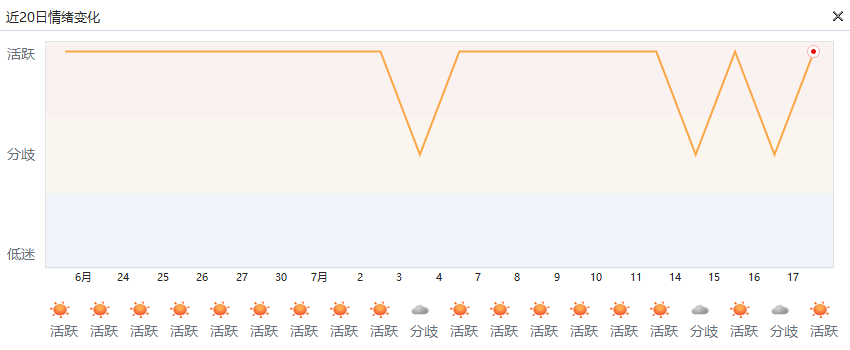 近20日情绪变化
活跃
分歧
低迷
6月 24 25 26 27 30 7月 2 3 4 7 8 9 10 11 14 15 16 17
活跃 活跃 活跃 活跃 活跃 活跃 活跃 活跃 活跃 分歧 活跃 活跃 活跃 活跃 活跃 活跃 分歧 活跃 分歧 活跃